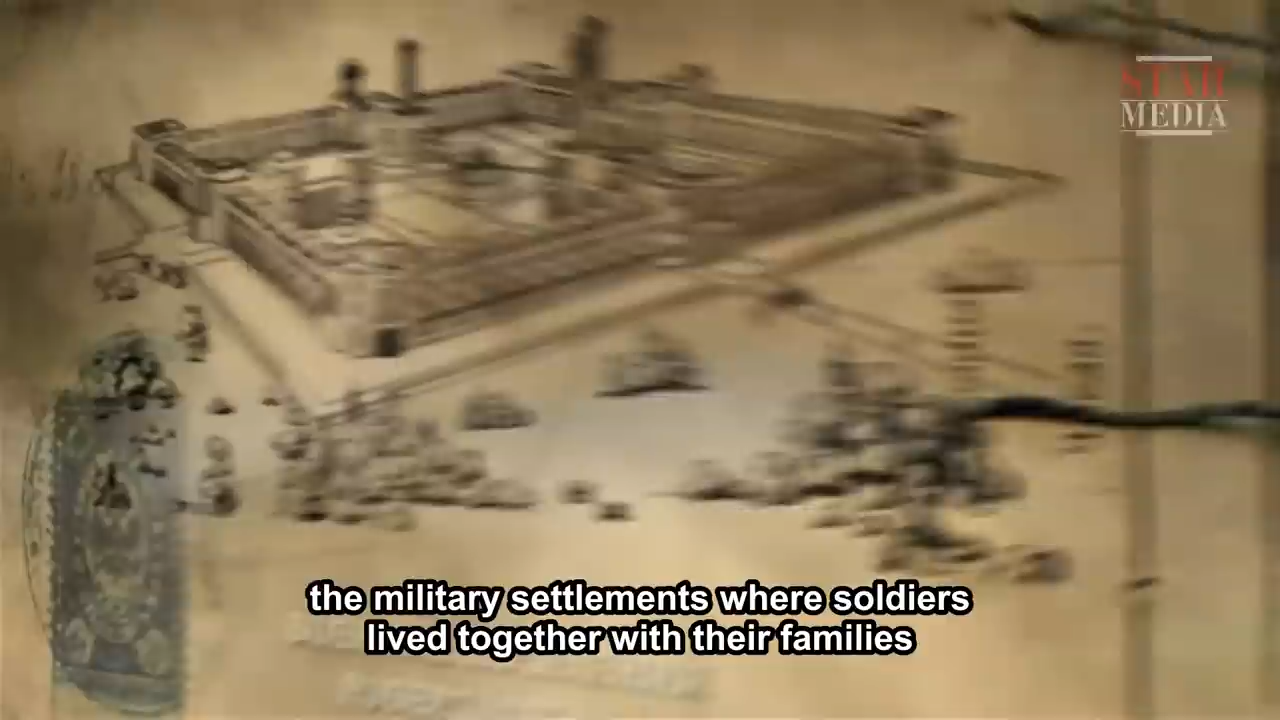 STAR
MEDIA
the military settlements where soldiers
lived together with their families